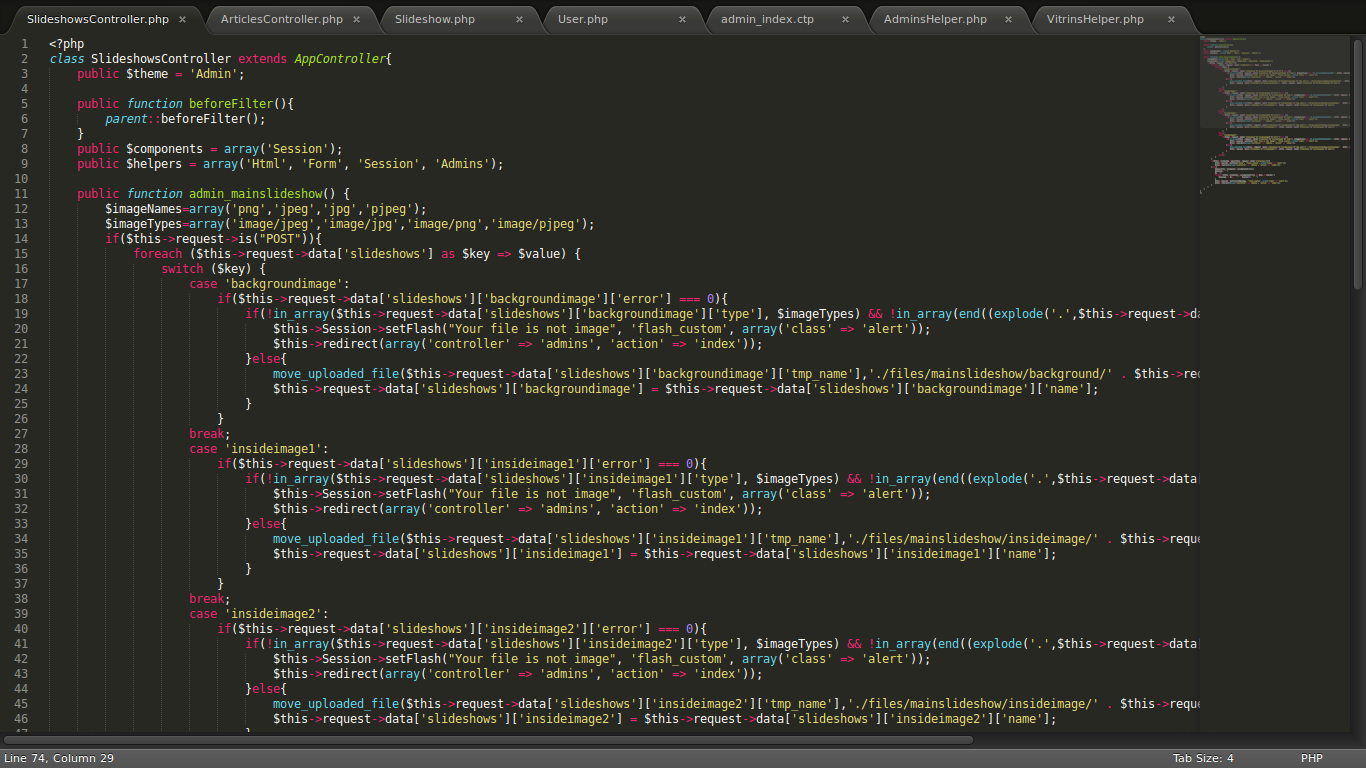 SlideshowsController.php × ArticlesController.php × Slideshow.php × User.php × admin_index.ctp × AdminsHelper.php × VitrinsHelper.php ×
1 <?php
2 class SlideshowsController extends AppController{
3 public $theme = 'Admin';
4
5 public function beforeFilter(){
6 parent::beforeFilter();
7 }
8 public $components = array('Session');
9 public $helpers = array('Html', 'Form', 'Session', 'Admins');
10
11 public function admin_mainslideshow() {
12 $imageNames=array('png','jpeg','jpg','pjpeg');
13 $imageTypes=array('image/jpeg','image/jpg','image/png','image/pjpeg');
14 if($this->request->is("POST")){
15 foreach ($this->request->data['slideshows'] as $key => $value) {
16 switch ($key) {
17 case 'backgroundimage':
18 if($this->request->data['slideshows']['backgroundimage']['error'] === 0){
19 if(!in_array($this->request->data['slideshows']['backgroundimage']['type'], $imageTypes) && !in_array(end((explode('.',$this->request->da
20 $this->Session->setFlash("Your file is not image", 'flash_custom', array('class' => 'alert'));
21 $this->redirect(array('controller' => 'admins', 'action' => 'index'));
22 }else{
23 move_uploaded_file($this->request->data['slideshows']['backgroundimage']['tmp_name'],'./files/mainslideshow/background/' . $this->req
24 $this->request->data['slideshows']['backgroundimage'] = $this->request->data['slideshows']['backgroundimage']['name'];
25 }
26 }
27 break;
28 case 'insideimage1':
29 if($this->request->data['slideshows']['insideimage1']['error'] === 0){
30 if(!in_array($this->request->data['slideshows']['insideimage1']['type'], $imageTypes) && !in_array(end((explode('.',$this->request->data
31 $this->Session->setFlash("Your file is not image", 'flash_custom', array('class' => 'alert'));
32 $this->redirect(array('controller' => 'admins', 'action' => 'index'));
33 }else{
34 move_uploaded_file($this->request->data['slideshows']['insideimage1']['tmp_name'],'./files/mainslideshow/insideimage/' . $this->reque
35 $this->request->data['slideshows']['insideimage1'] = $this->request->data['slideshows']['insideimage1']['name'];
36 }
37 }
38 break;
39 case 'insideimage2':
40 if($this->request->data['slideshows']['insideimage2']['error'] === 0){
41 if(!in_array($this->request->data['slideshows']['insideimage2']['type'], $imageTypes) && !in_array(end((explode('.',$this->request->data
42 $this->Session->setFlash("Your file is not image", 'flash_custom', array('class' => 'alert'));
43 $this->redirect(array('controller' => 'admins', 'action' => 'index'));
44 }else{
45 move_uploaded_file($this->request->data['slideshows']['insideimage2']['tmp_name'],'./files/mainslideshow/insideimage/' . $this->reque
46 $this->request->data['slideshows']['insideimage2'] = $this->request->data['slideshows']['insideimage2']['name'];
47 }
Line 74, Column 29 Tab Size: 4 PHP